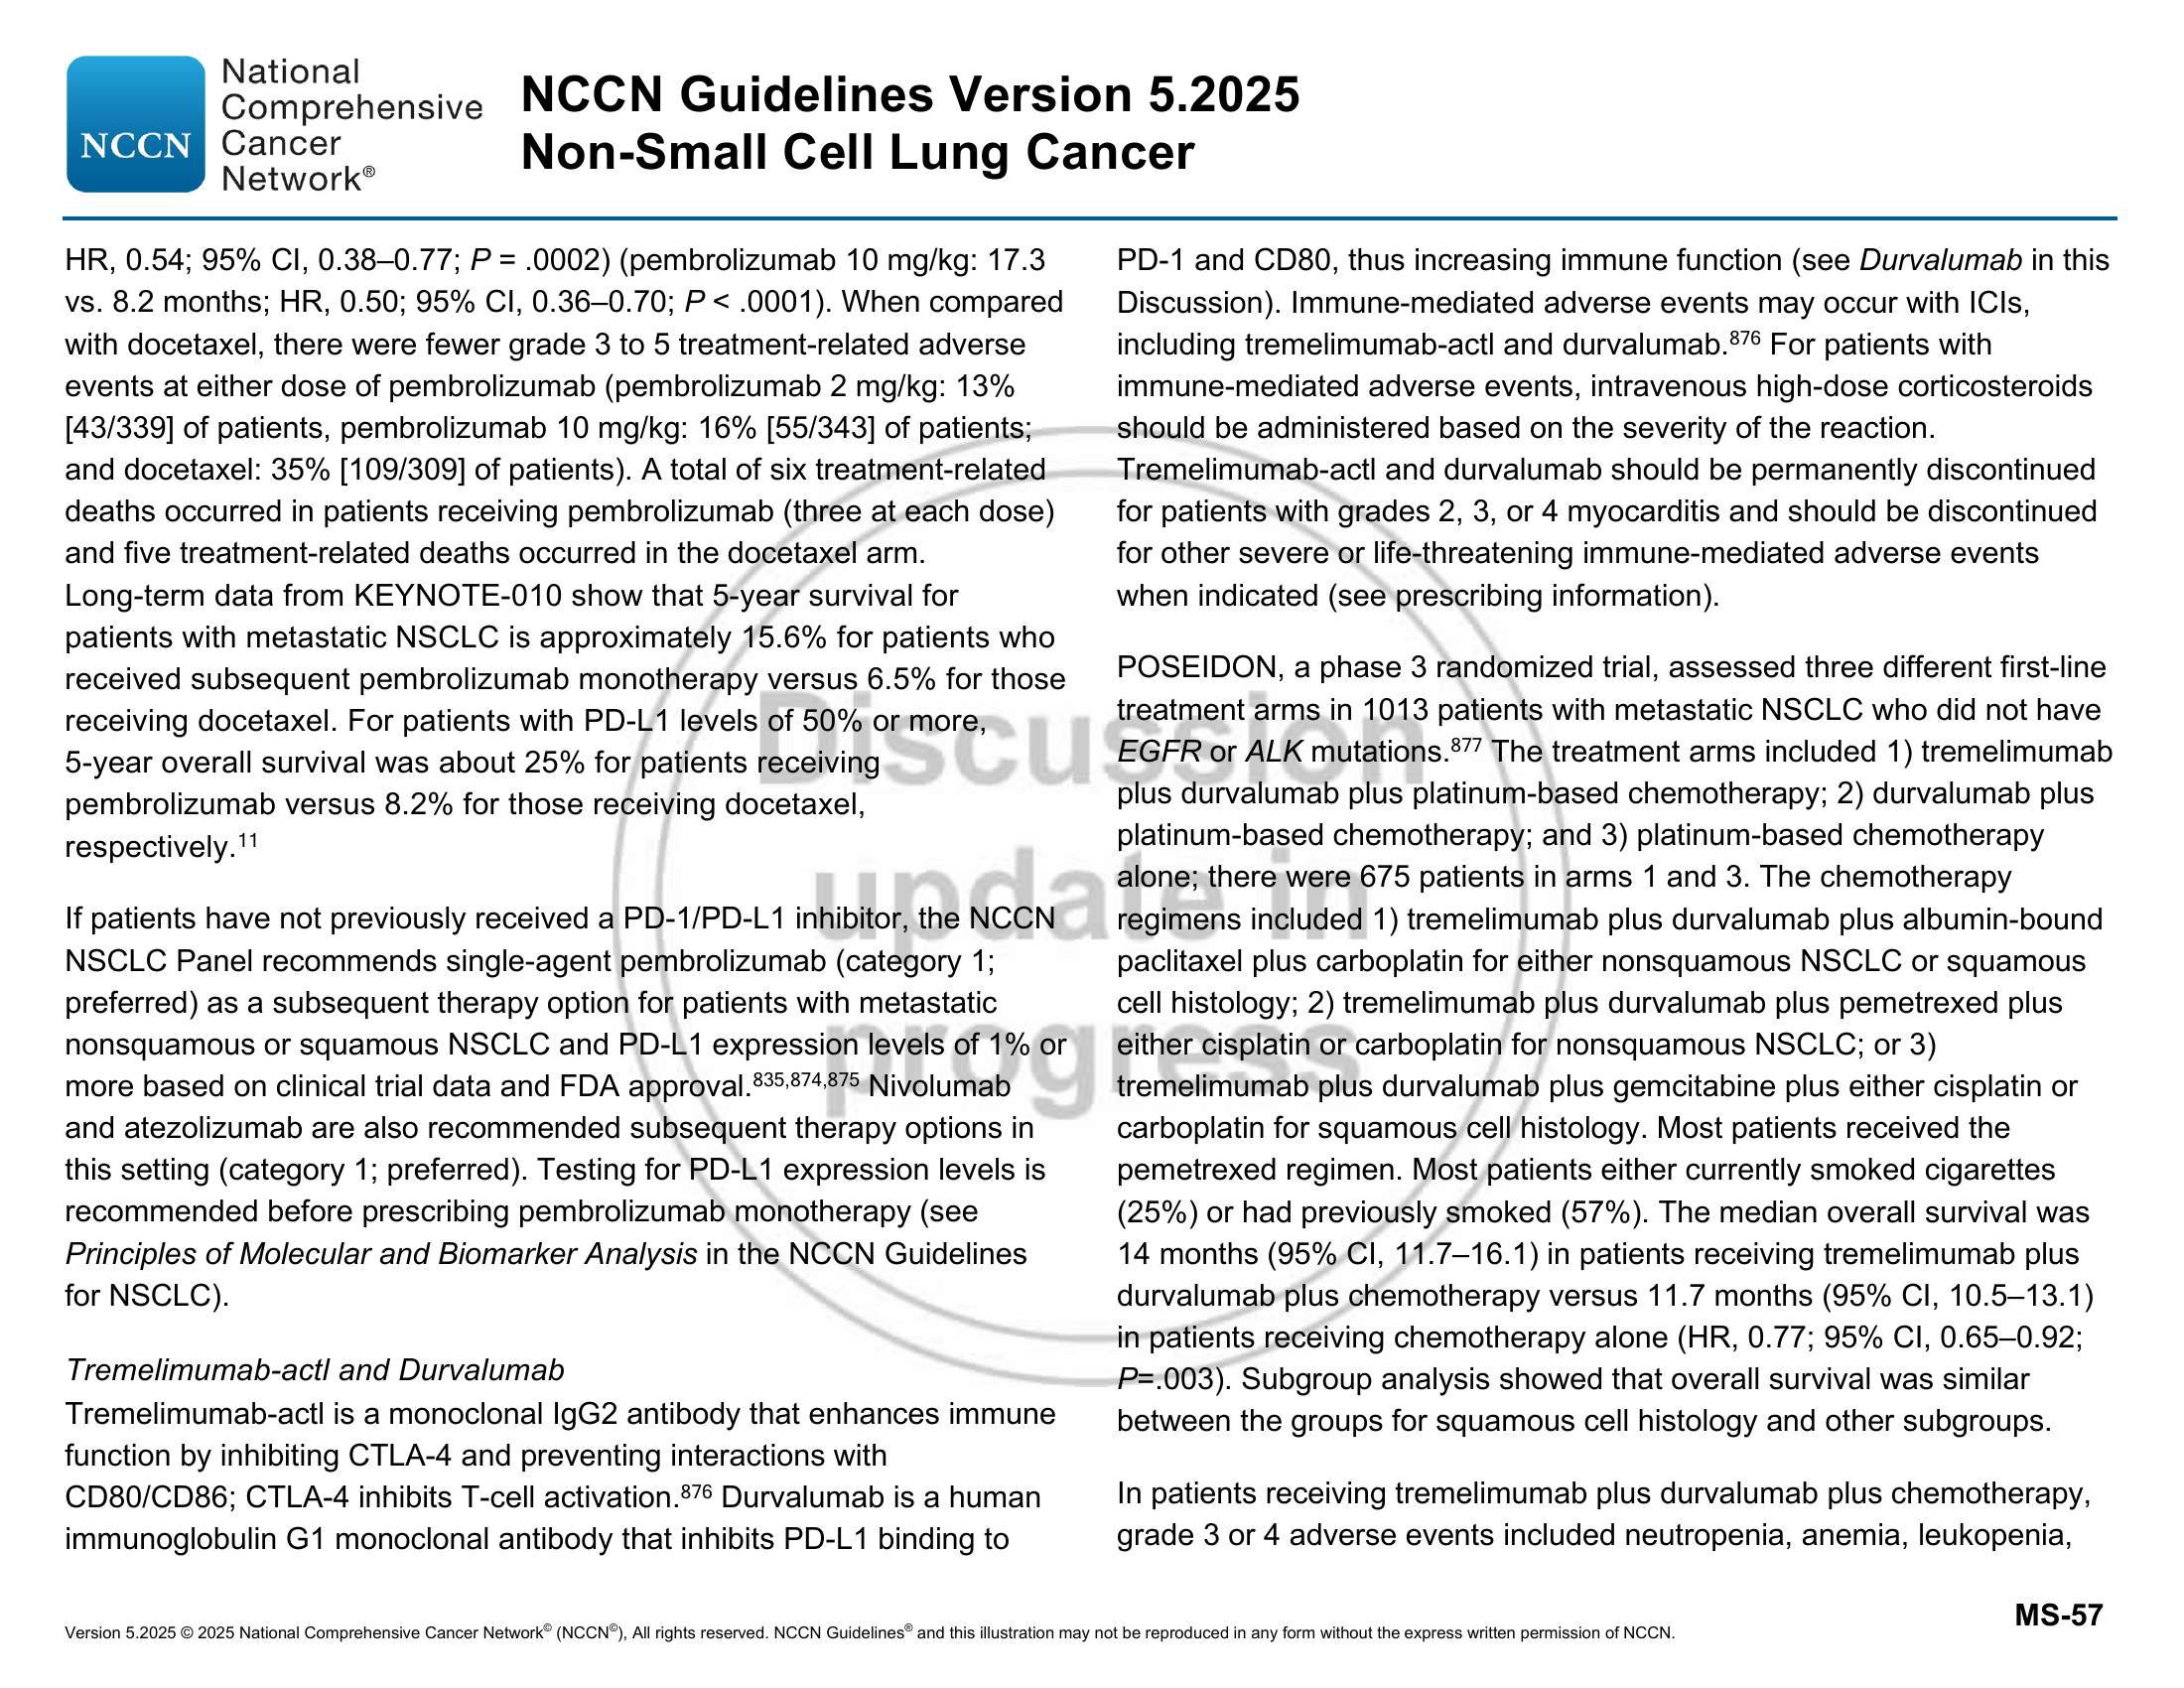 NCCN
National
Comprehensive
Cancer
Network®
NCCN Guidelines Version 5.2025
Non-Small Cell Lung Cancer
HR, 0.54; 95% CI, 0.38–0.77; P = .0002) (pembrolizumab 10 mg/kg: 17.3
vs. 8.2 months; HR, 0.50; 95% CI, 0.36–0.70; P < .0001). When compared
with docetaxel, there were fewer grade 3 to 5 treatment-related adverse
events at either dose of pembrolizumab (pembrolizumab 2 mg/kg: 13%
[43/339] of patients, pembrolizumab 10 mg/kg: 16% [55/343] of patients;
and docetaxel: 35% [109/309] of patients). A total of six treatment-related
deaths occurred in patients receiving pembrolizumab (three at each dose)
and five treatment-related deaths occurred in the docetaxel arm.
Long-term data from KEYNOTE-010 show that 5-year survival for
patients with metastatic NSCLC is approximately 15.6% for patients who
received subsequent pembrolizumab monotherapy versus 6.5% for those
receiving docetaxel. For patients with PD-L1 levels of 50% or more,
5-year overall survival was about 25% for patients receiving
pembrolizumab versus 8.2% for those receiving docetaxel,
respectively.11
If patients have not previously received a PD-1/PD-L1 inhibitor, the NCCN
NSCLC Panel recommends single-agent pembrolizumab (category 1;
preferred) as a subsequent therapy option for patients with metastatic
nonsquamous or squamous NSCLC and PD-L1 expression levels of 1% or
more based on clinical trial data and FDA approval.835,874,875 Nivolumab
and atezolizumab are also recommended subsequent therapy options in
this setting (category 1; preferred). Testing for PD-L1 expression levels is
recommended before prescribing pembrolizumab monotherapy (see
Principles of Molecular and Biomarker Analysis in the NCCN Guidelines
for NSCLC).
Tremelimumab-actl and Durvalumab
Tremelimumab-actl is a monoclonal IgG2 antibody that enhances immune
function by inhibiting CTLA-4 and preventing interactions with
CD80/CD86; CTLA-4 inhibits T-cell activation.876 Durvalumab is a human
immunoglobulin G1 monoclonal antibody that inhibits PD-L1 binding to
PD-1 and CD80, thus increasing immune function (see Durvalumab in this
Discussion). Immune-mediated adverse events may occur with ICIs,
including tremelimumab-actl and durvalumab.876 For patients with
immune-mediated adverse events, intravenous high-dose corticosteroids
should be administered based on the severity of the reaction.
Tremelimumab-actl and durvalumab should be permanently discontinued
for patients with grades 2, 3, or 4 myocarditis and should be discontinued
for other severe or life-threatening immune-mediated adverse events
when indicated (see prescribing information).
POSEIDON, a phase 3 randomized trial, assessed three different first-line
treatment arms in 1013 patients with metastatic NSCLC who did not have
EGFR or ALK mutations.877 The treatment arms included 1) tremelimumab
plus durvalumab plus platinum-based chemotherapy; 2) durvalumab plus
platinum-based chemotherapy; and 3) platinum-based chemotherapy
alone; there were 675 patients in arms 1 and 3. The chemotherapy
regimens included 1) tremelimumab plus durvalumab plus albumin-bound
paclitaxel plus carboplatin for either nonsquamous NSCLC or squamous
cell histology; 2) tremelimumab plus durvalumab plus pemetrexed plus
either cisplatin or carboplatin for nonsquamous NSCLC; or 3)
tremelimumab plus durvalumab plus gemcitabine plus either cisplatin or
carboplatin for squamous cell histology. Most patients received the
pemetrexed regimen. Most patients either currently smoked cigarettes
(25%) or had previously smoked (57%). The median overall survival was
14 months (95% CI, 11.7–16.1) in patients receiving tremelimumab plus
durvalumab plus chemotherapy versus 11.7 months (95% CI, 10.5–13.1)
in patients receiving chemotherapy alone (HR, 0.77; 95% CI, 0.65–0.92;
P=.003). Subgroup analysis showed that overall survival was similar
between the groups for squamous cell histology and other subgroups.
In patients receiving tremelimumab plus durvalumab plus chemotherapy,
grade 3 or 4 adverse events included neutropenia, anemia, leukopenia,
Discussion
update in
progress
MS-57
Version 5.2025 © 2025 National Comprehensive Cancer Network© (NCCN©), All rights reserved. NCCN Guidelines® and this illustration may not be reproduced in any form without the express written permission of NCCN.